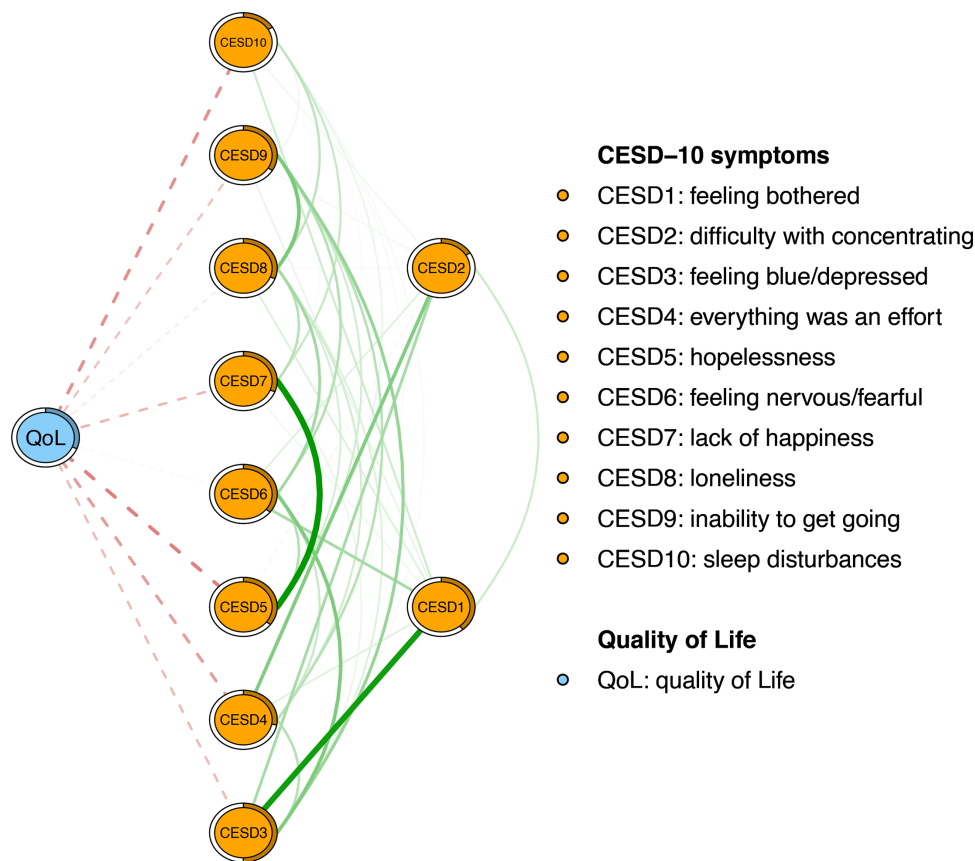 CESD10
CESD9
CESD8
CESD2
CESD7
QoL
CESD6
CESD5
CESD1
CESD4
CESD3
CESD–10 symptoms
CESD1: feeling bothered
CESD2: difficulty with concentrating
CESD3: feeling blue/depressed
CESD4: everything was an effort
CESD5: hopelessness
CESD6: feeling nervous/fearful
CESD7: lack of happiness
CESD8: loneliness
CESD9: inability to get going
CESD10: sleep disturbances
Quality of Life
QoL: quality of Life